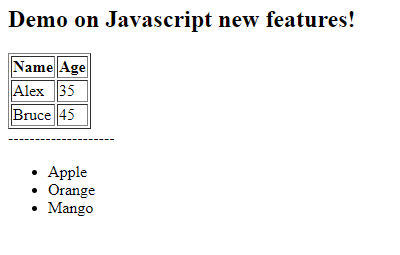 Demo on Javascript new features!
Name Age
Alex 35
Bruce 45
--------------------
Apple
Orange
Mango